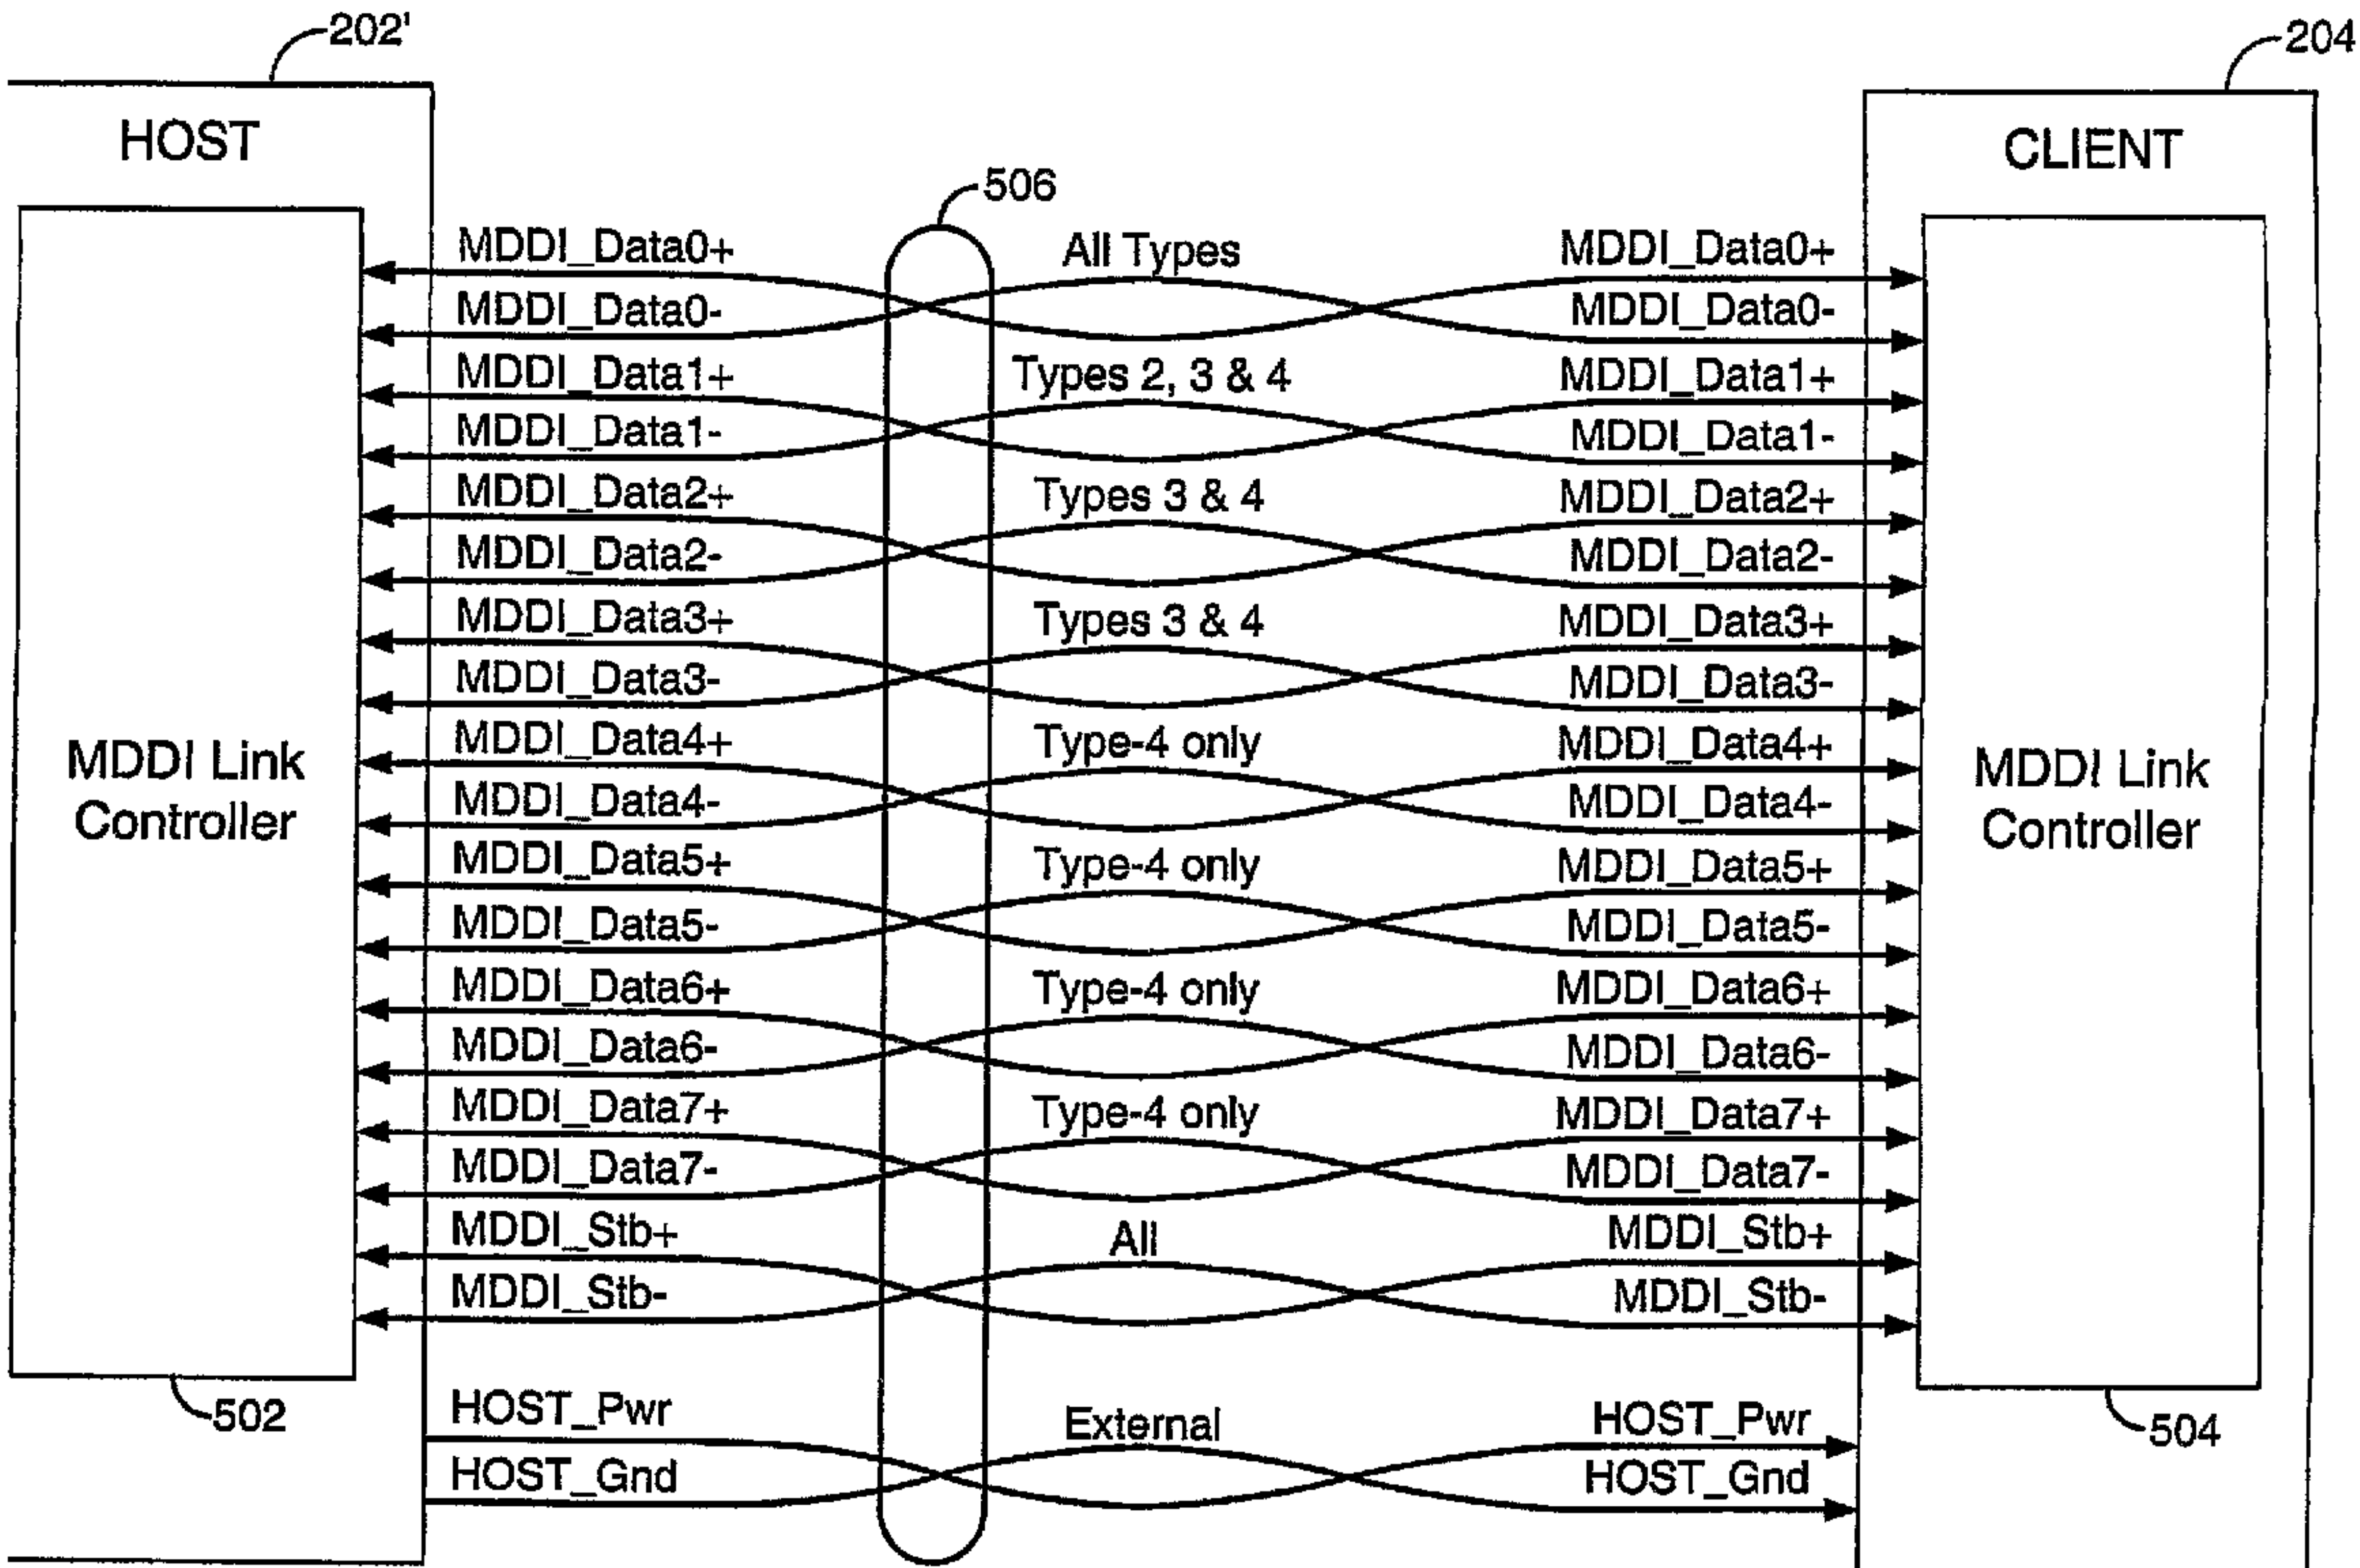 202'
204
HOST
CLIENT
506
MDDI_Data0+ All Types MDDI_Data0+
MDDI_Data0- MDDI_Data0-
MDDI_Data1+ Types 2, 3 & 4 MDDI_Data1+
MDDI_Data1- MDDI_Data1-
MDDI_Data2+ Types 3 & 4 MDDI_Data2+
MDDI_Data2- MDDI_Data2-
MDDI_Data3+ Types 3 & 4 MDDI_Data3+
MDDI_Data3- MDDI_Data3-
MDDI Link
Controller
MDDI_Data4+ Type-4 only MDDI_Data4+
MDDI_Data4- MDDI_Data4-
MDDI Link
Controller
MDDI_Data5+ Type-4 only MDDI_Data5+
MDDI_Data5- MDDI_Data5-
MDDI_Data6+ Type-4 only MDDI_Data6+
MDDI_Data6- MDDI_Data6-
MDDI_Data7+ Type-4 only MDDI_Data7+
MDDI_Data7- MDDI_Data7-
MDDI_Stb+ All MDDI_Stb+
MDDI_Stb- MDDI_Stb-
502
HOST_Pwr External HOST_Pwr
504
HOST_Gnd HOST_Gnd